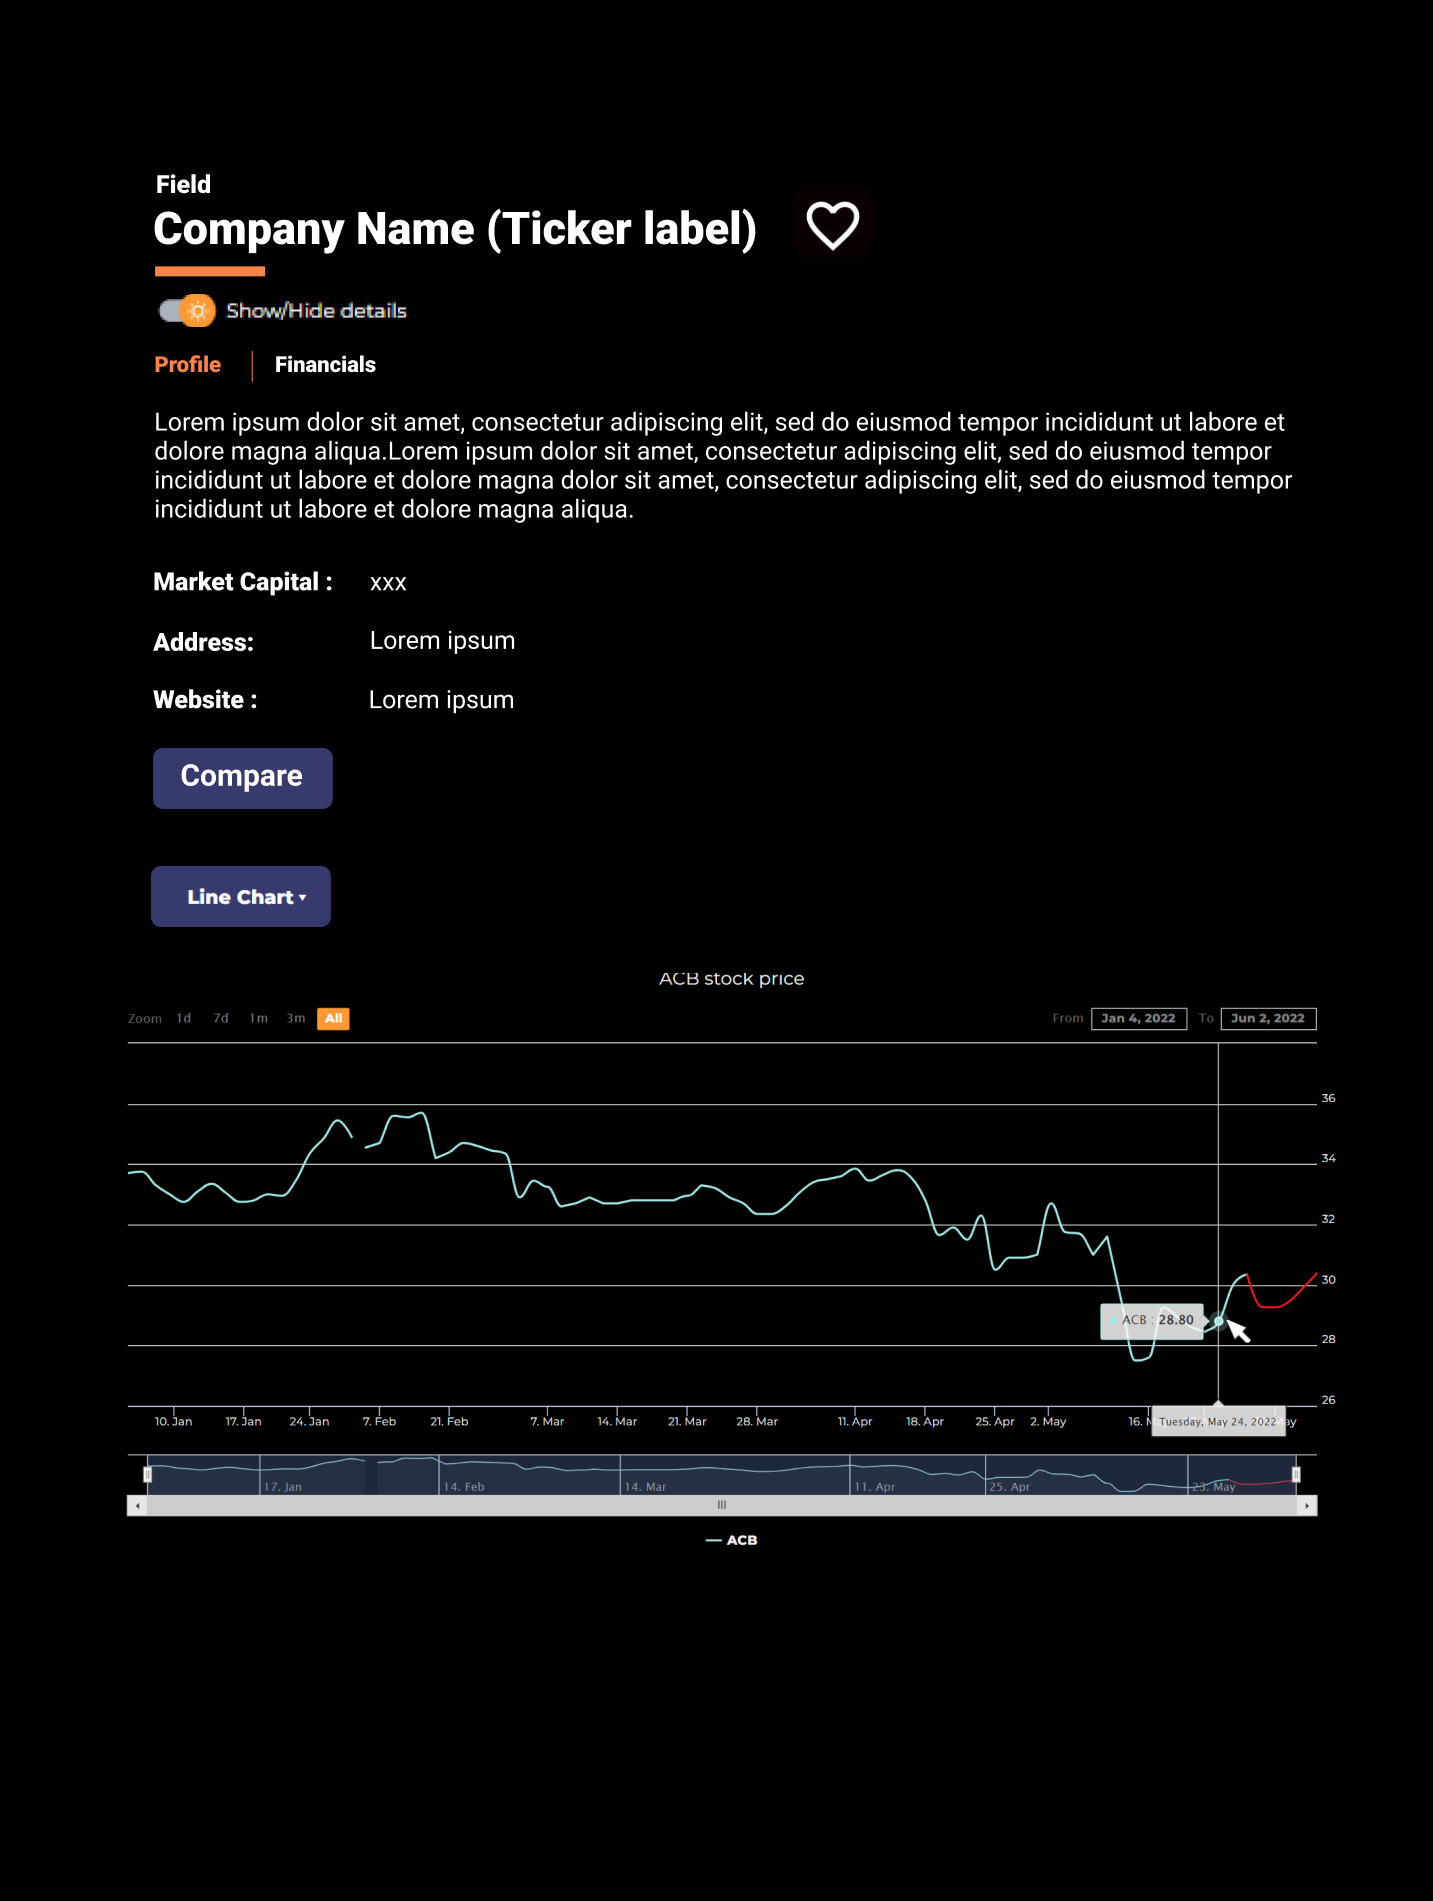 Field
Company Name (Ticker label)
Show/Hide details
Profile
Financials
Lorem ipsum dolor sit amet, consectetur adipiscing elit, sed do eiusmod tempor incididunt ut labore et
dolore magna aliqua.Lorem ipsum dolor sit amet, consectetur adipiscing elit, sed do eiusmod tempor
incididunt ut labore et dolore magna dolor sit amet, consectetur adipiscing elit, sed do eiusmod tempor
incididunt ut labore et dolore magna aliqua.
Market Capital : xxx
Address: Lorem ipsum
Website : Lorem ipsum
Compare
Line Chart
ACB stock price
Zoom 1d 7d 1m 3m All From Jan 4, 2022 To Jun 2, 2022
36
34
32
30
ACB : 28.80
28
26
10. Jan 17. Jan 24. Jan 7. Feb 21. Feb 7. Mar 14. Mar 21. Mar 28. Mar 11. Apr 18. Apr 25. Apr 2. May 16.
Tuesday, May 24, 2022
17. Jan 14. Feb 14. Mar 11. Apr 25. Apr 23. May
ACB